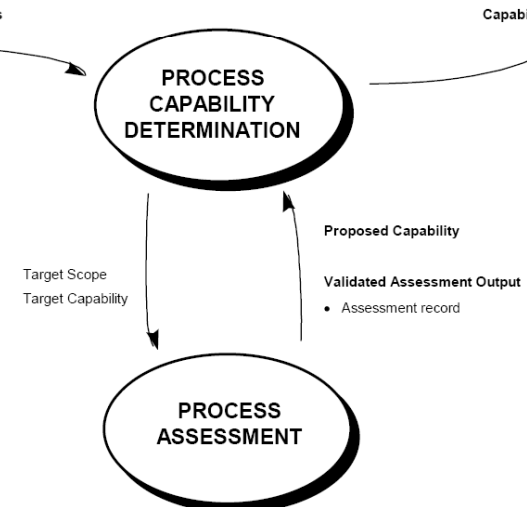 PROCESS
CAPABILITY
DETERMINATION
Proposed Capability
Target Scope
Validated Assessment Output
Target Capability
• Assessment record
PROCESS
ASSESSMENT